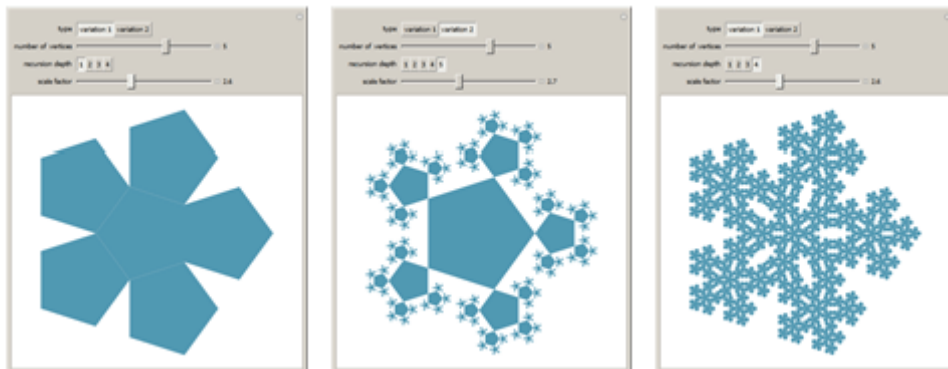 type variation 1 variation 2
number of vertices 5
recursion depth 1 2 3 4
scale factor 2.6
type variation 1 variation 2
number of vertices 5
recursion depth 1 2 3 4 5
scale factor 2.7
type variation 1 variation 2
number of vertices 5
recursion depth 1 2 3 4
scale factor 2.6